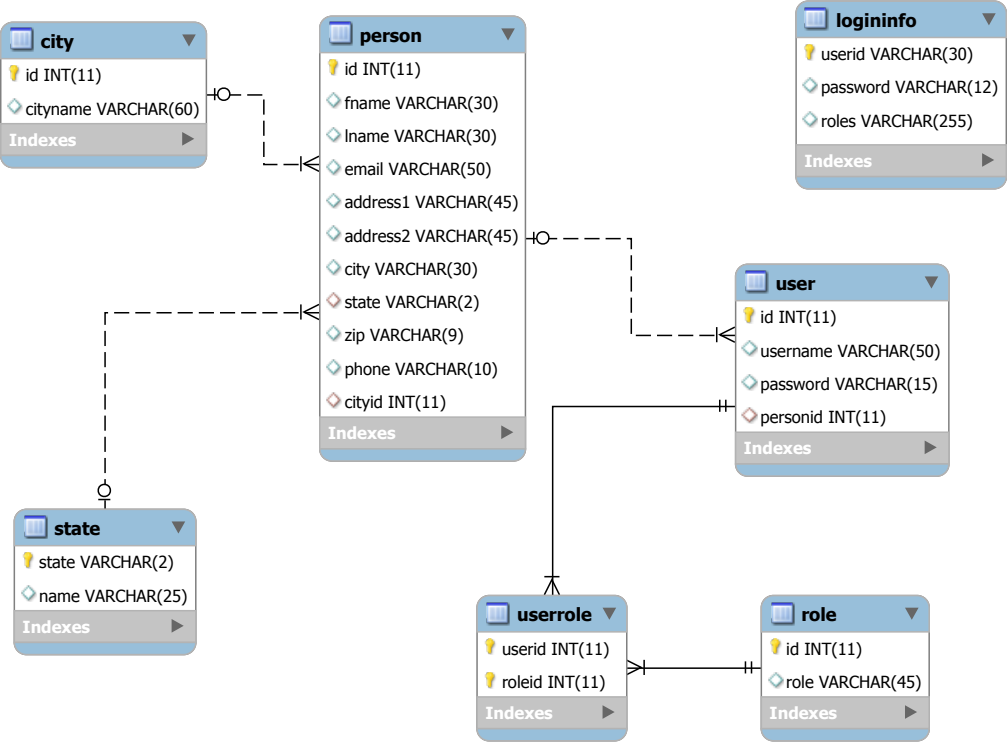 city
id INT(11)
cityname VARCHAR(60)
Indexes
person
id INT(11)
fname VARCHAR(30)
lname VARCHAR(30)
email VARCHAR(50)
address1 VARCHAR(45)
address2 VARCHAR(45)
city VARCHAR(30)
state VARCHAR(2)
zip VARCHAR(9)
phone VARCHAR(10)
cityid INT(11)
Indexes
logininfo
userid VARCHAR(30)
password VARCHAR(12)
roles VARCHAR(255)
Indexes
user
id INT(11)
username VARCHAR(50)
password VARCHAR(15)
personid INT(11)
Indexes
state
state VARCHAR(2)
name VARCHAR(25)
Indexes
userrole
userid INT(11)
roleid INT(11)
Indexes
role
id INT(11)
role VARCHAR(45)
Indexes